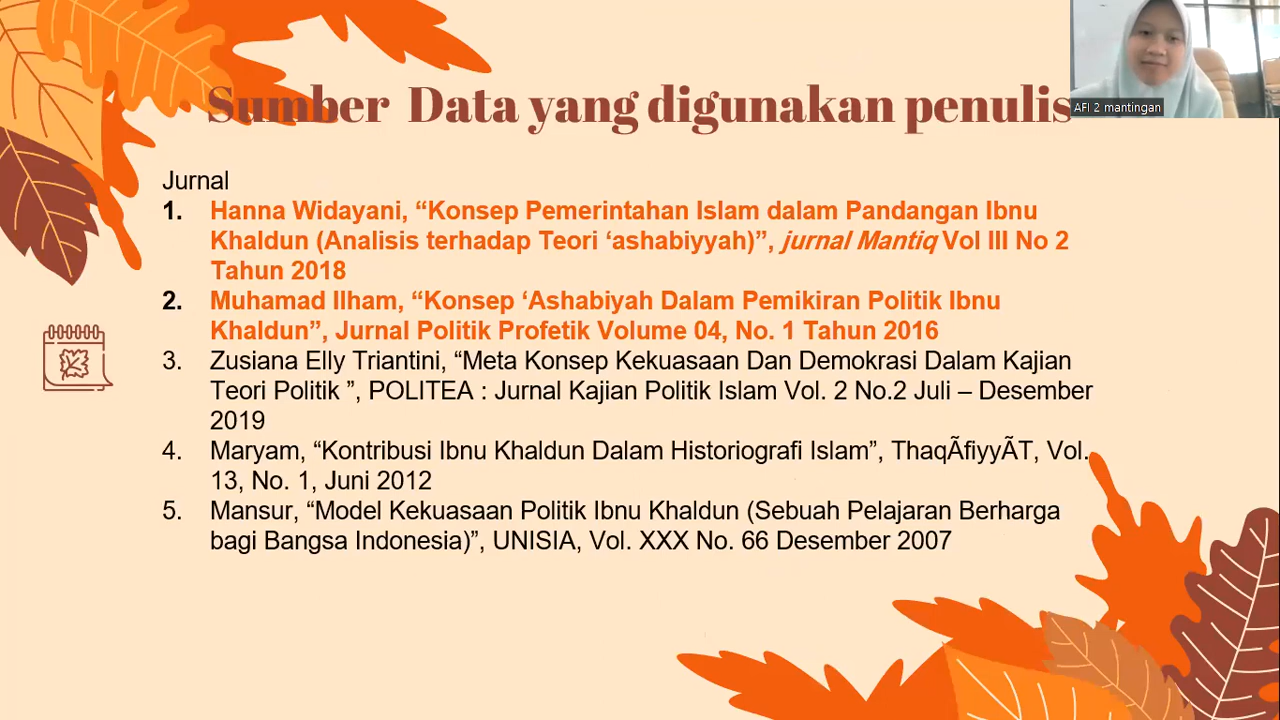 Sumber Data yang digunakan penulis
AFI 2 mantingan
Jurnal
1. Hanna Widayani, “Konsep Pemerintahan Islam dalam Pandangan Ibnu
Khaldun (Analisis terhadap Teori ‘ashabiyyah)”, jurnal Mantiq Vol III No 2
Tahun 2018
2. Muhamad Ilham, “Konsep ‘Ashabiyah Dalam Pemikiran Politik Ibnu
Khaldun”, Jurnal Politik Profetik Volume 04, No. 1 Tahun 2016
3. Zusiana Elly Triantini, “Meta Konsep Kekuasaan Dan Demokrasi Dalam Kajian
Teori Politik ”, POLITEA : Jurnal Kajian Politik Islam Vol. 2 No.2 Juli – Desember
2019
4. Maryam, “Kontribusi Ibnu Khaldun Dalam Historiografi Islam”, ThaqÃfiyyÃT, Vol.
13, No. 1, Juni 2012
5. Mansur, “Model Kekuasaan Politik Ibnu Khaldun (Sebuah Pelajaran Berharga
bagi Bangsa Indonesia)”, UNISIA, Vol. XXX No. 66 Desember 2007